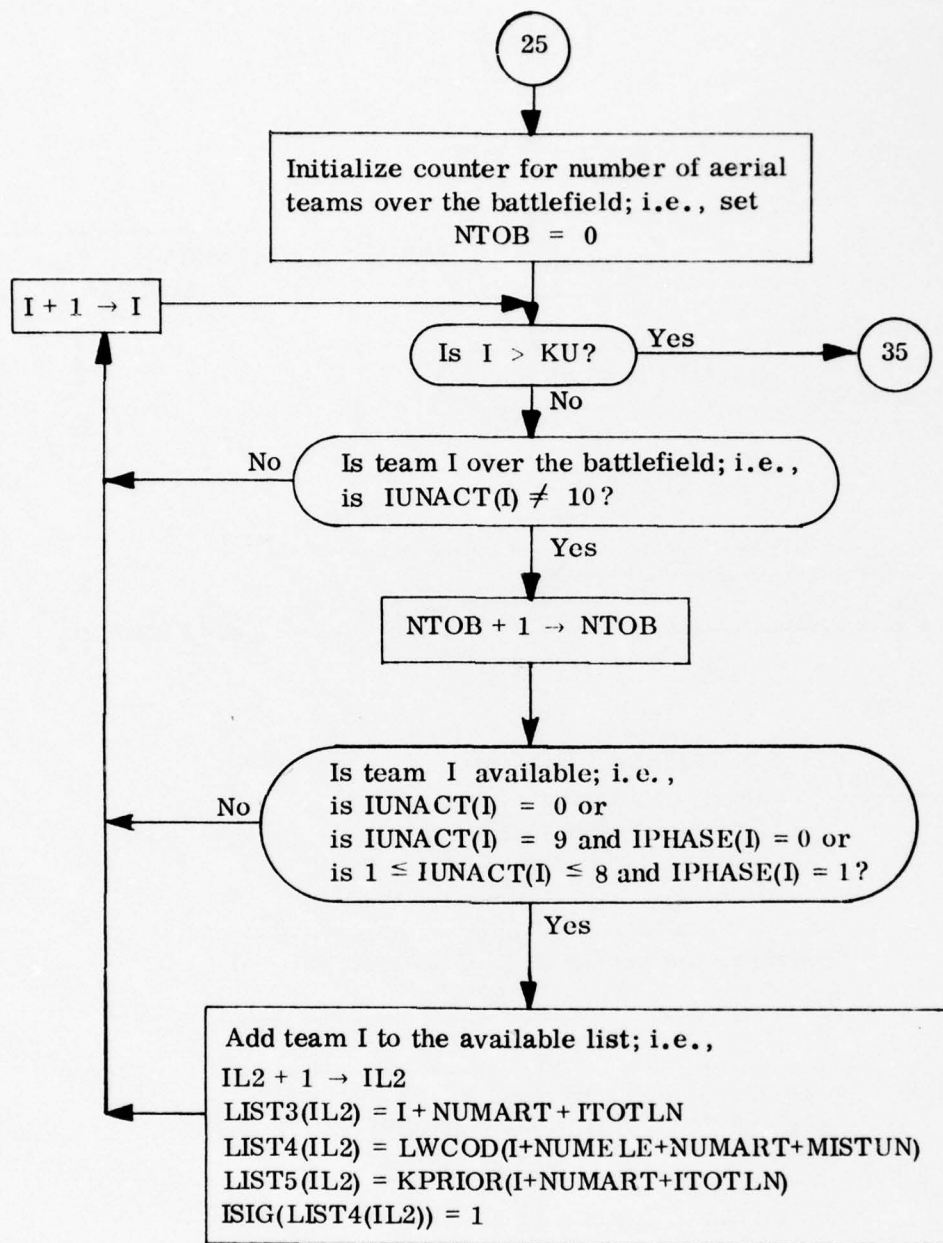 25
Initialize counter for number of aerial
teams over the battlefield; i.e., set
NTOB = 0
I + 1 → I
Is I > KU?
Yes
35
No
No
Is team I over the battlefield; i.e.,
is IUNACT(I) ≠ 10?
Yes
NTOB + 1 → NTOB
Is team I available; i.e.,
is IUNACT(I) = 0 or
No
is IUNACT(I) = 9 and IPHASE(I) = 0 or
is 1 ≤ IUNACT(I) ≤ 8 and IPHASE(I) = 1?
Yes
Add team I to the available list; i.e.,
IL2 + 1 → IL2
LIST3(IL2) = I + NUMART + ITOTLN
LIST4(IL2) = LWCOD(I+NUMELE+NUMART+MISTUN)
LIST5(IL2) = KPRIOR(I+NUMART+ITOTLN)
ISIG(LIST4(IL2)) = 1